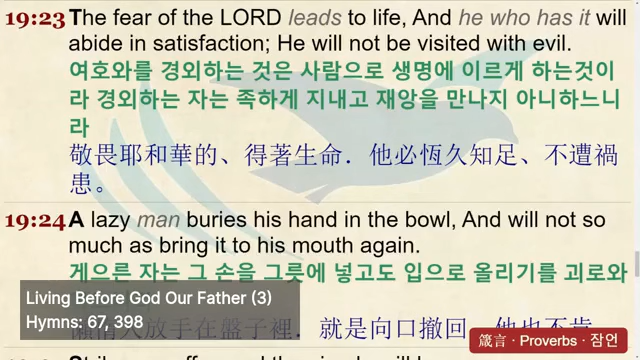 19:23 The fear of the LORD leads to life, And he who has it will
abide in satisfaction; He will not be visited with evil.
여호와를 경외하는 것은 사람으로 생명에 이르게 하는것이
라 경외하는 자는 족하게 지내고 재앙을 만나지 아니하느니
라
敬畏耶和華的、得著生命．他必恆久知足、不遭禍
患。
19:24 A lazy man buries his hand in the bowl, And will not so
much as bring it to his mouth again.
게으른 자는 그 손을 그릇에 넣고도 입으로 올리기를 괴로와
Living Before God Our Father (3)
Hymns: 67, 398
放手在盤子裡．就是向口撤回
箴言 · Proverbs · 잠언